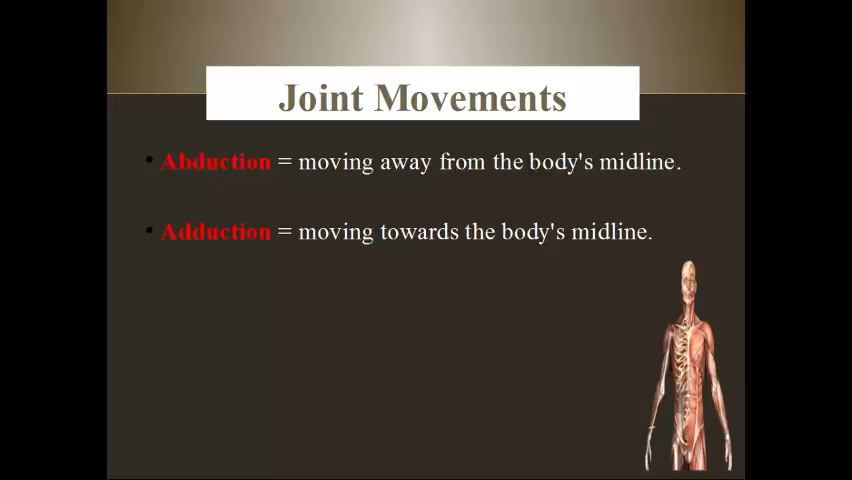 Joint Movements
• Abduction = moving away from the body's midline.
• Adduction = moving towards the body's midline.